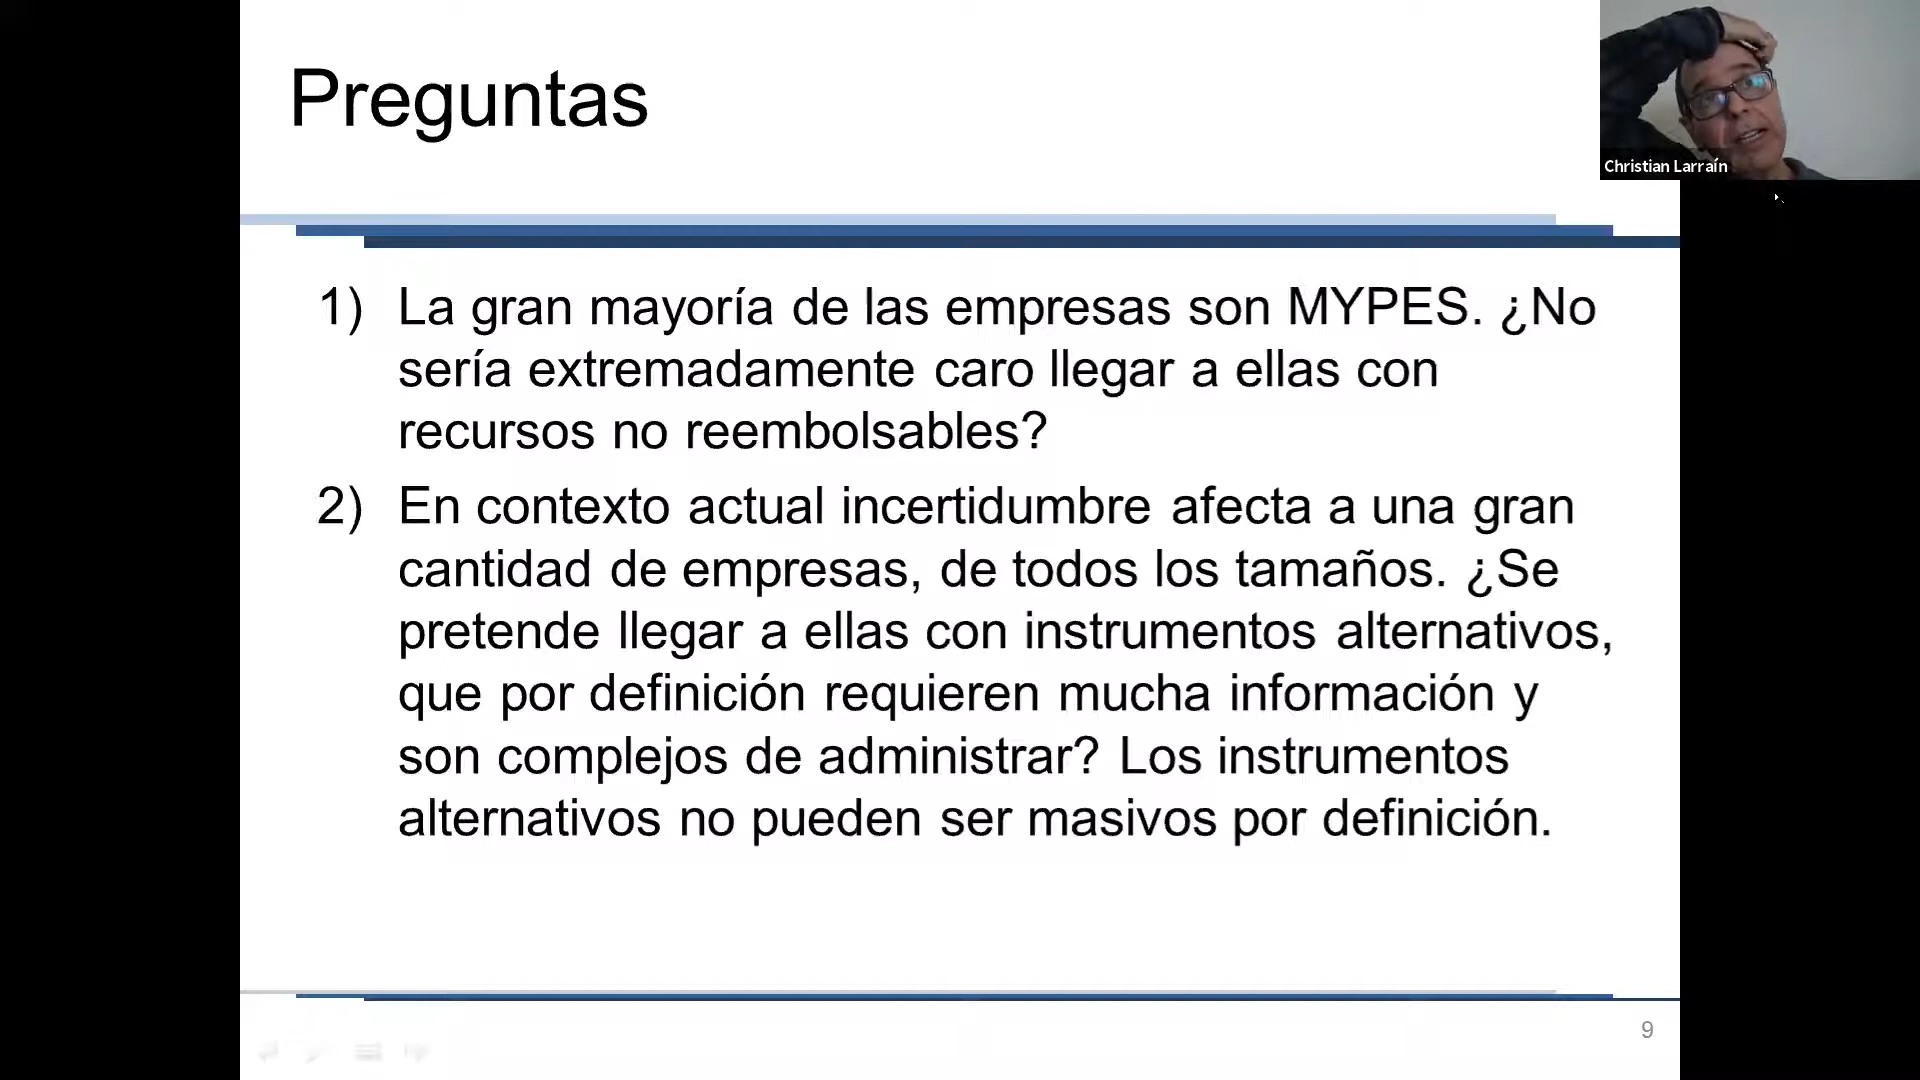 Preguntas
Christian Larraín
1) La gran mayoría de las empresas son MYPES. ¿No
sería extremadamente caro llegar a ellas con
recursos no reembolsables?
2) En contexto actual incertidumbre afecta a una gran
cantidad de empresas, de todos los tamaños. ¿Se
pretende llegar a ellas con instrumentos alternativos,
que por definición requieren mucha información y
son complejos de administrar? Los instrumentos
alternativos no pueden ser masivos por definición.
9